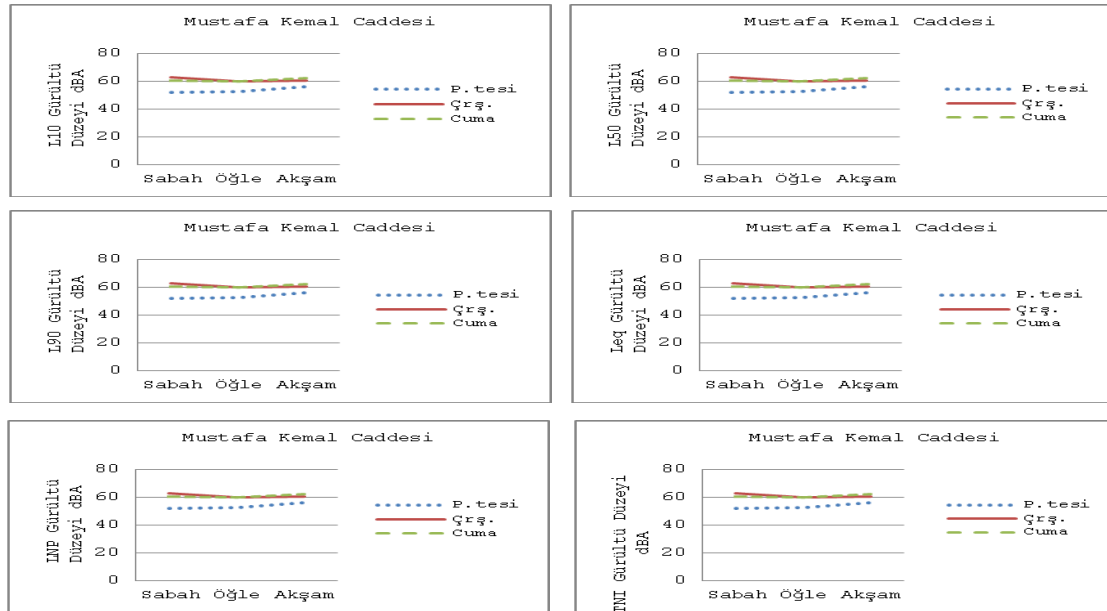 Mustafa Kemal Caddesi
L10 Gürültü
Düzeyi dBA
80
60
40
20
0
Sabah Öğle Akşam
P.tesi
Çrş.
Cuma
Mustafa Kemal Caddesi
L50 Gürültü
Düzeyi dBA
80
60
40
20
0
Sabah Öğle Akşam
P.tesi
Çrş.
Cuma
Mustafa Kemal Caddesi
L90 Gürültü
Düzeyi dBA
80
60
40
20
0
Sabah Öğle Akşam
P.tesi
Çrş.
Cuma
Mustafa Kemal Caddesi
Leq Gürültü
Düzeyi dBA
80
60
40
20
0
Sabah Öğle Akşam
P.tesi
Çrş.
Cuma
Mustafa Kemal Caddesi
LNP Gürültü
Düzeyi dBA
80
60
40
20
0
Sabah Öğle Akşam
P.tesi
Çrş.
Cuma
Mustafa Kemal Caddesi
TNI Gürültü Düzeyi
dBA
80
60
40
20
0
Sabah Öğle Akşam
P.tesi
Çrş.
Cuma